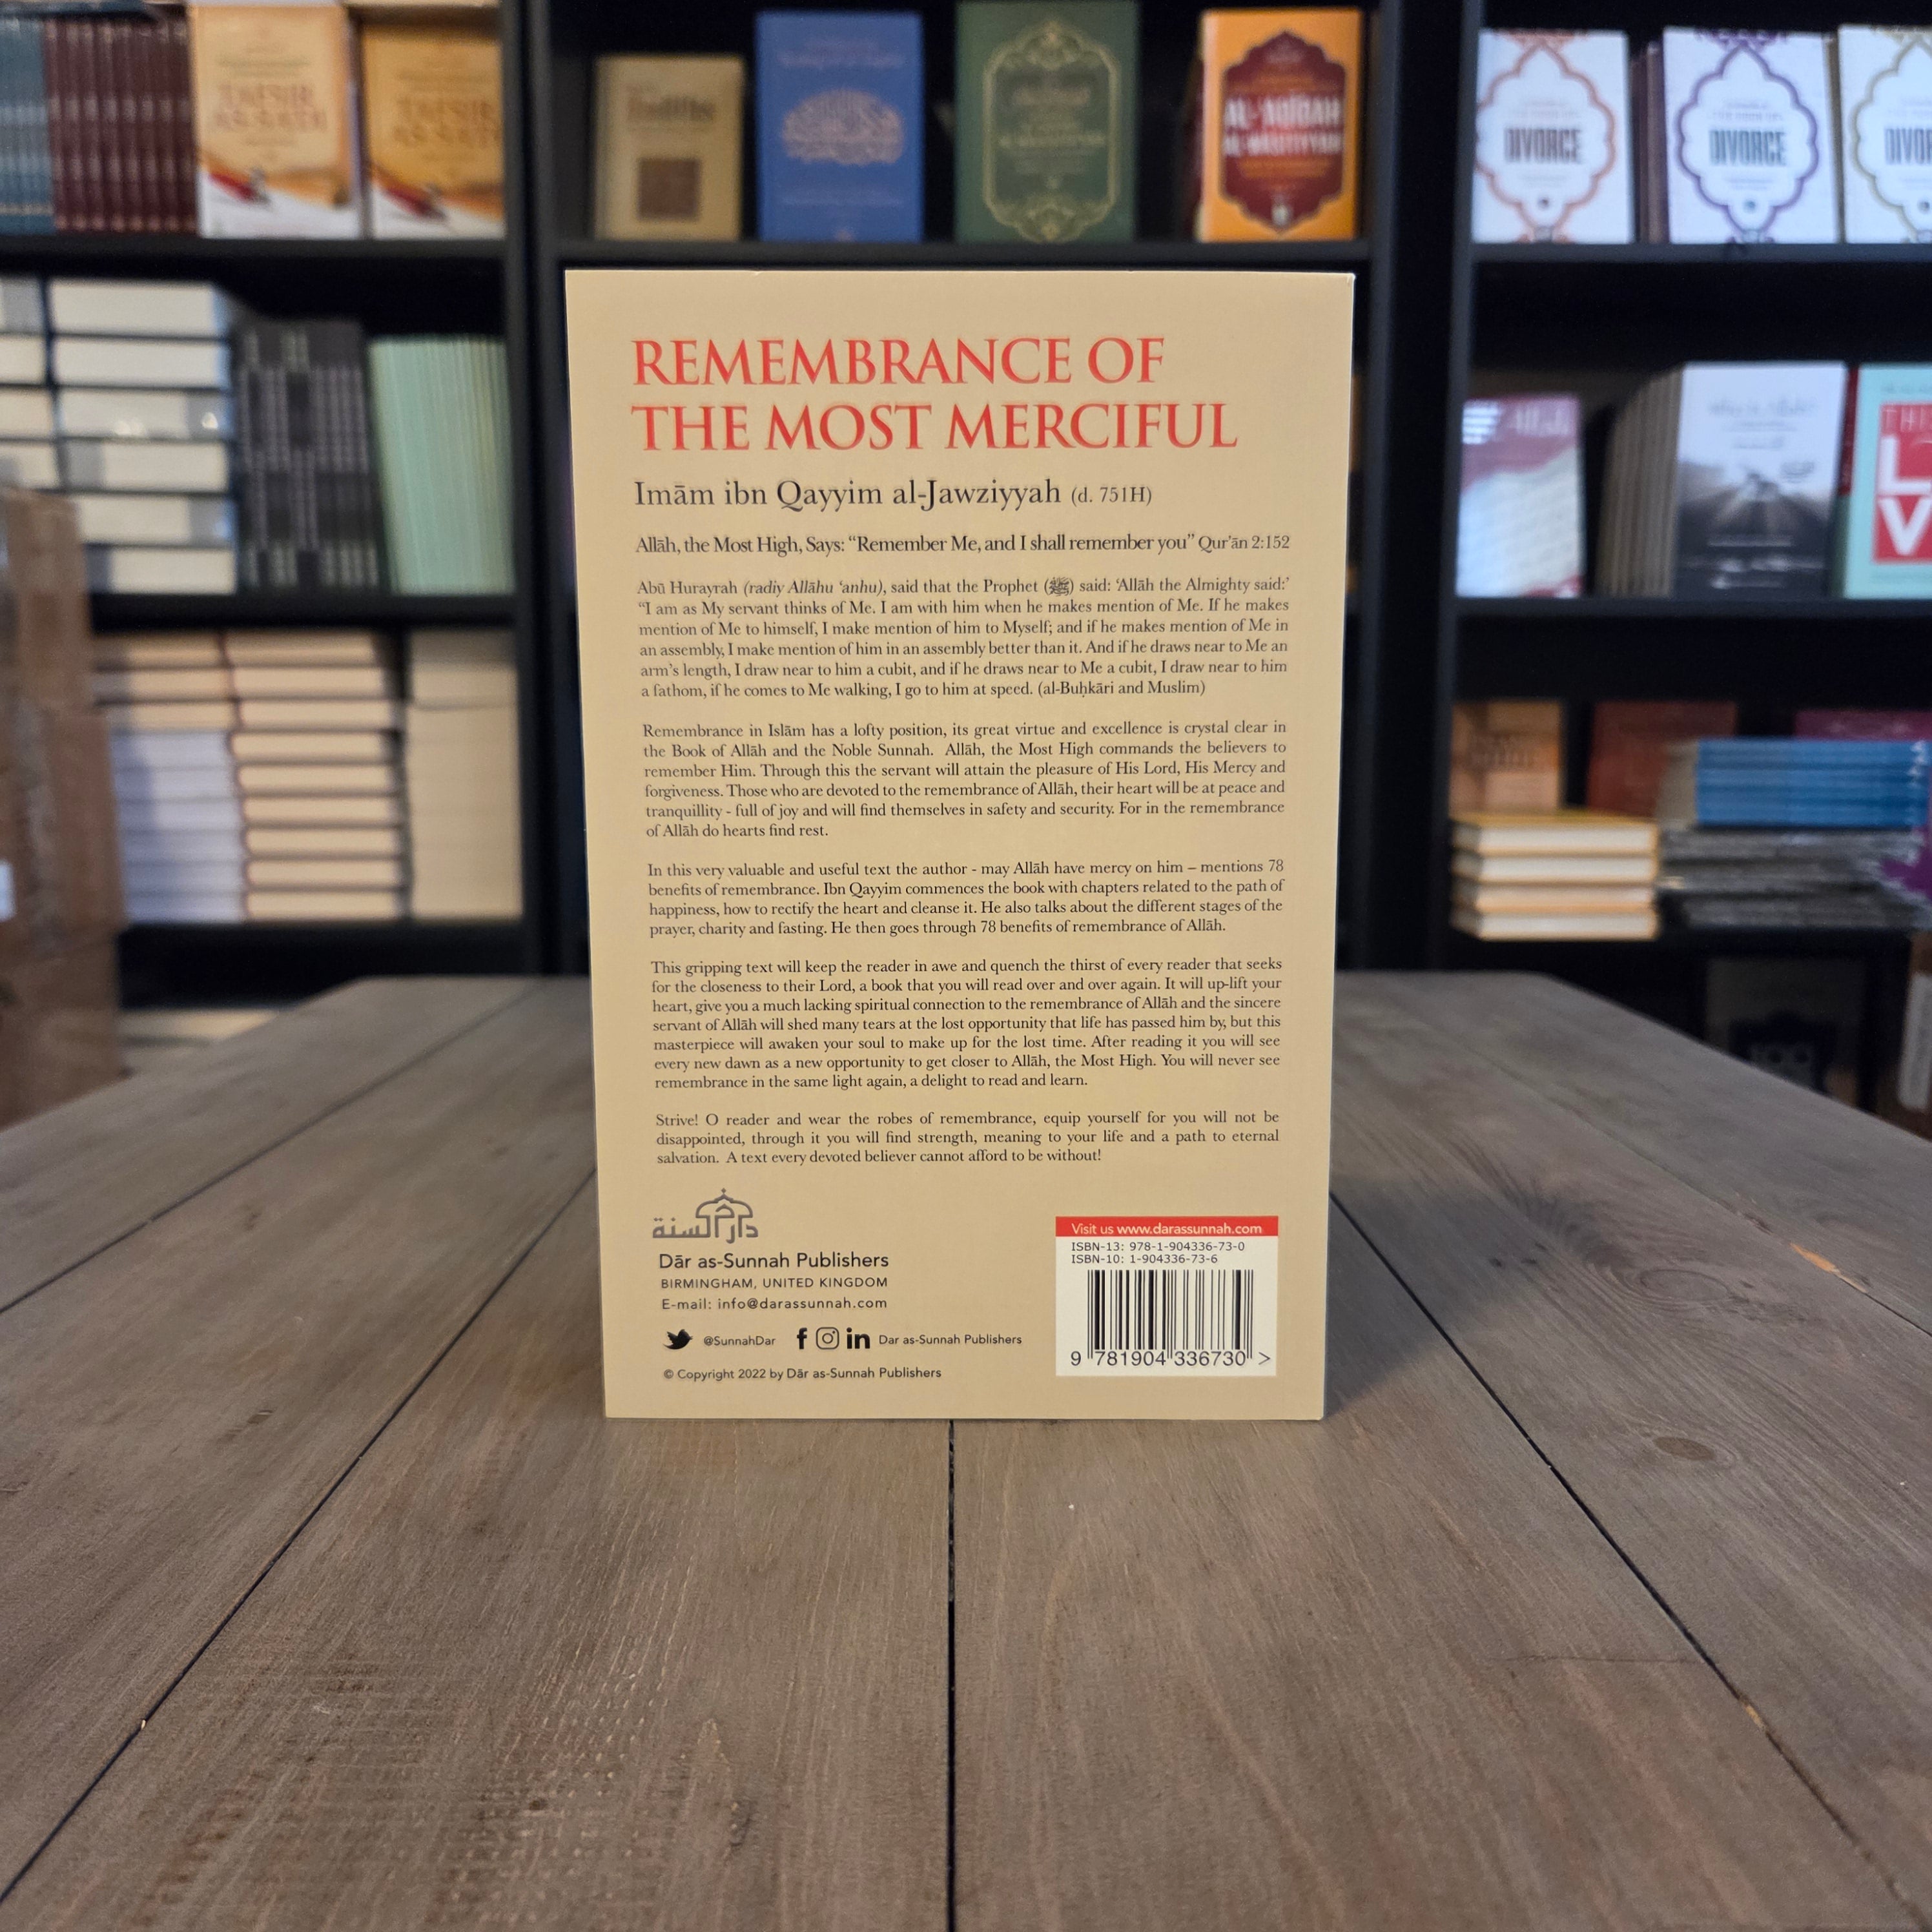 TAFSIR
AS-SA'DI
TAFSIR
AL-'AQĪDAH
AL-WĀSITIYYAH
DIVORCE
DIVORCE
REMEMBRANCE OF
THE MOST MERCIFUL
Imām ibn Qayyim al-Jawziyyah (d. 751H)
Allāh, the Most High, Says: “Remember Me, and I shall remember you” Qur'ān 2:152
Abū Hurayrah (radiy Allāhu ‘anhu), said that the Prophet (ﷺ) said: ‘Allāh the Almighty said:’
“I am as My servant thinks of Me. I am with him when he makes mention of Me. If he makes
mention of Me to himself, I make mention of him to Myself; and if he makes mention of Me in
an assembly, I make mention of him in an assembly better than it. And if he draws near to Me an
arm's length, I draw near to him a cubit, and if he draws near to Me a cubit, I draw near to him
a fathom, if he comes to Me walking, I go to him at speed. (al-Buḥkāri and Muslim)
Remembrance in Islām has a lofty position, its great virtue and excellence is crystal clear in
the Book of Allāh and the Noble Sunnah. Allāh, the Most High commands the believers to
remember Him. Through this the servant will attain the pleasure of His Lord, His Mercy and
forgiveness. Those who are devoted to the remembrance of Allāh, their heart will be at peace and
tranquillity - full of joy and will find themselves in safety and security. For in the remembrance
of Allāh do hearts find rest.
In this very valuable and useful text the author - may Allāh have mercy on him – mentions 78
benefits of remembrance. Ibn Qayyim commences the book with chapters related to the path of
happiness, how to rectify the heart and cleanse it. He also talks about the different stages of the
prayer, charity and fasting. He then goes through 78 benefits of remembrance of Allāh.
This gripping text will keep the reader in awe and quench the thirst of every reader that seeks
for the closeness to their Lord, a book that you will read over and over again. It will up-lift your
heart, give you a much lacking spiritual connection to the remembrance of Allāh and the sincere
servant of Allāh will shed many tears at the lost opportunity that life has passed him by, but this
masterpiece will awaken your soul to make up for the lost time. After reading it you will see
every new dawn as a new opportunity to get closer to Allāh, the Most High. You will never see
remembrance in the same light again, a delight to read and learn.
Strive! O reader and wear the robes of remembrance, equip yourself for you will not be
disappointed, through it you will find strength, meaning to your life and a path to eternal
salvation. A text every devoted believer cannot afford to be without!
دار السنة
Dār as-Sunnah Publishers
BIRMINGHAM, UNITED KINGDOM
E-mail: info@darassunnah.com
@SunnahDar Dar as-Sunnah Publishers
© Copyright 2022 by Dār as-Sunnah Publishers
Visit us www.darassunnah.com
ISBN-13: 978-1-904336-73-0
ISBN-10: 1-904336-73-6
9 781904 336730 >